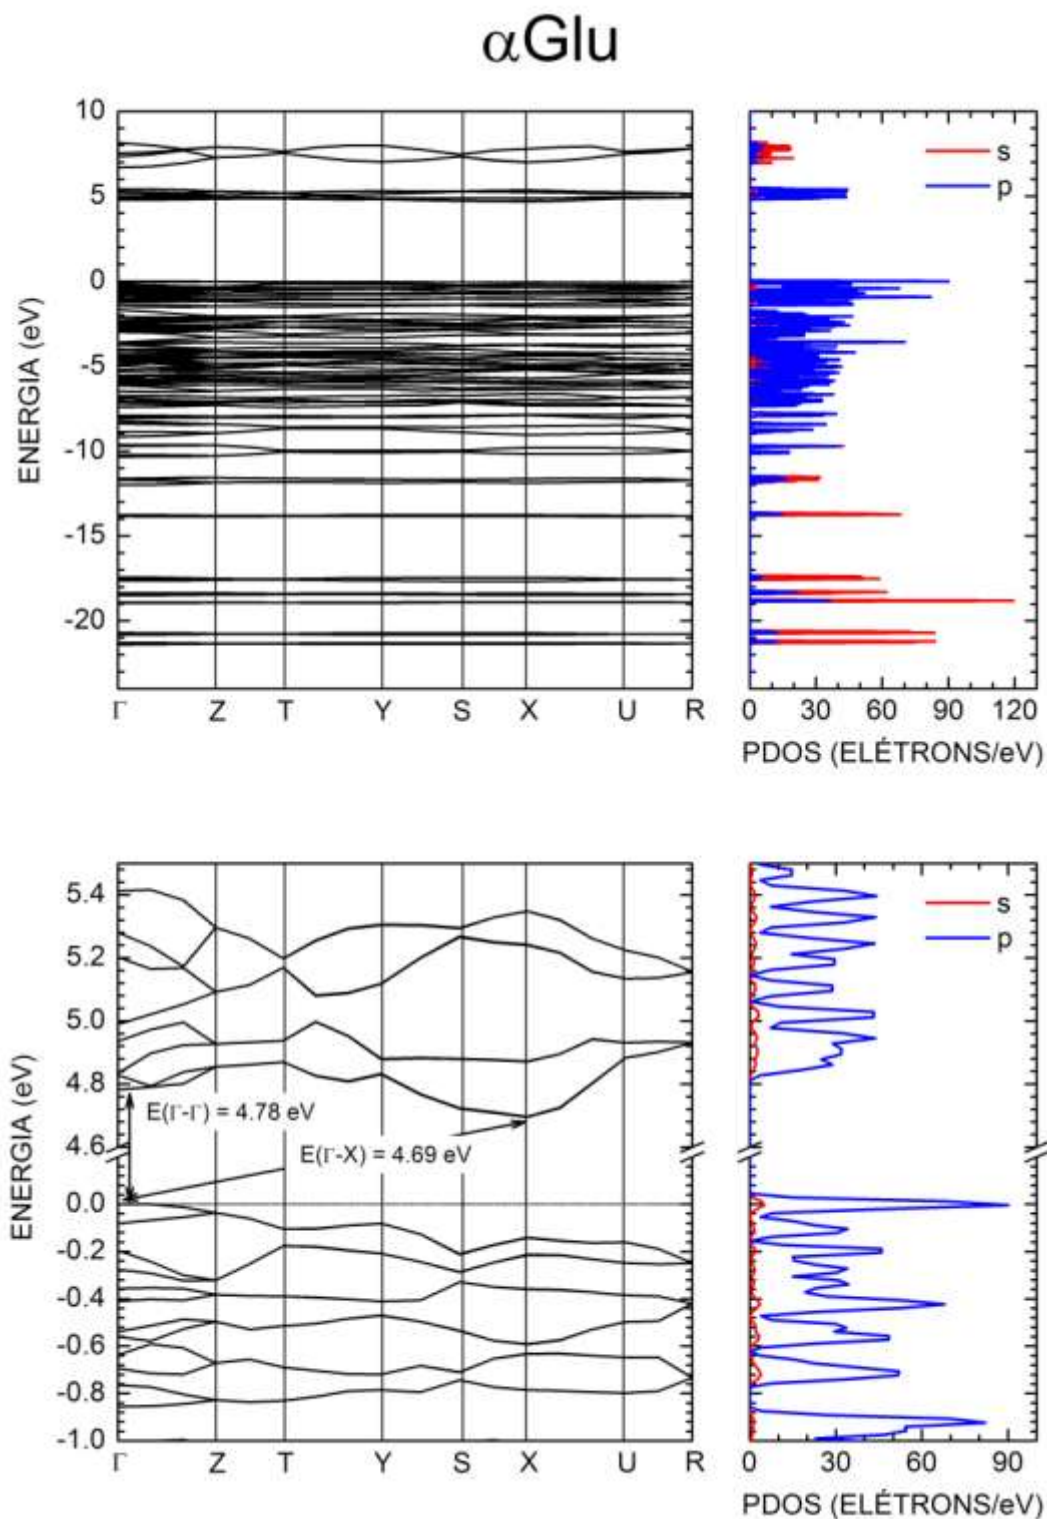 αGlu
10
5
0
-5
-10
-15
-20
ENERGIA (eV)
Γ Z T Y S X U R
s
p
0 30 60 90 120
PDOS (ELÉTRONS/eV)
5.4
5.2
5.0
4.8
4.6
0.0
-0.2
-0.4
-0.6
-0.8
-1.0
ENERGIA (eV)
E(Γ-Γ) = 4.78 eV
E(Γ-X) = 4.69 eV
Γ Z T Y S X U R
s
p
0 30 60 90
PDOS (ELÉTRONS/eV)